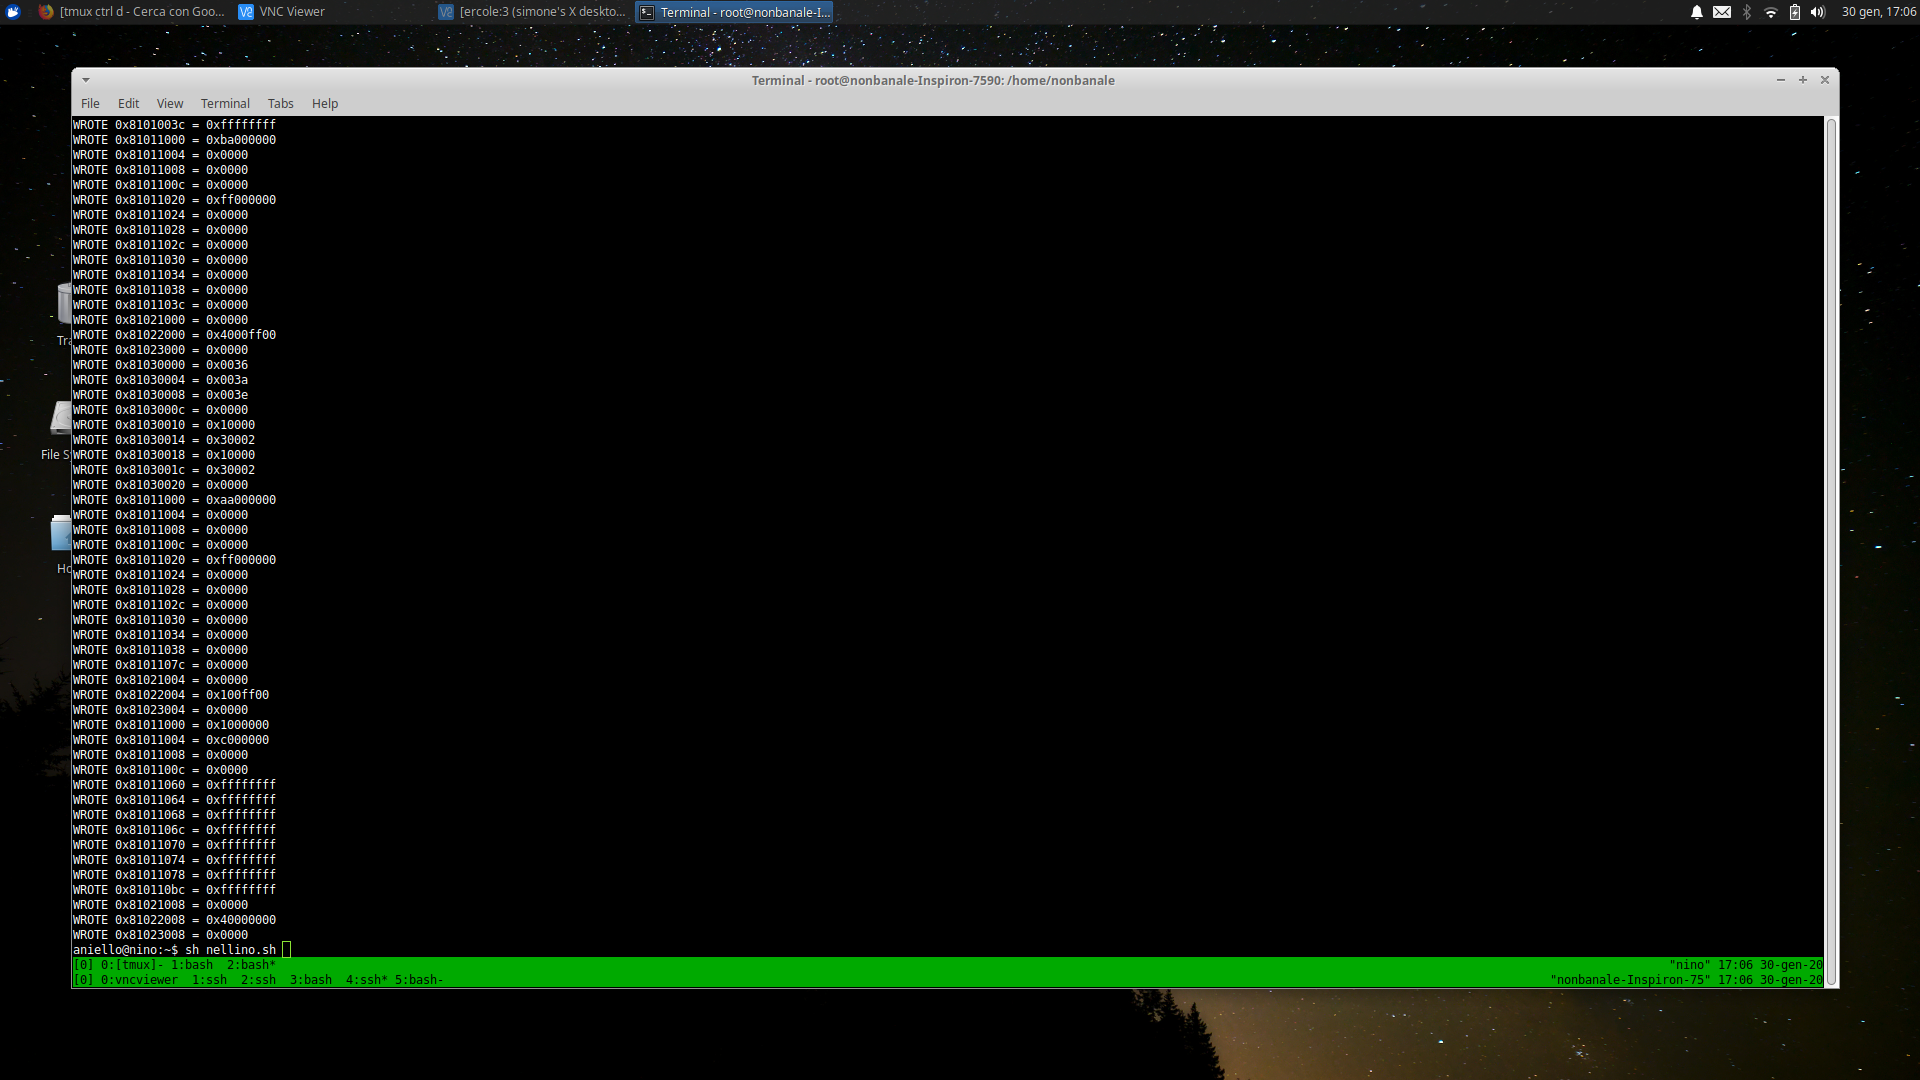 [tmux ctrl d - Cerca con Goo...
VNC Viewer
[ercole:3 (simone's X deskto...
Terminal - root@nonbanale-I...
30 gen, 17:06
Terminal - root@nonbanale-Inspiron-7590: /home/nonbanale
File Edit View Terminal Tabs Help
WROTE 0x8101003c = 0xffffffff
WROTE 0x81011000 = 0xba000000
WROTE 0x81011004 = 0x0000
WROTE 0x81011008 = 0x0000
WROTE 0x8101100c = 0x0000
WROTE 0x81011020 = 0xff000000
WROTE 0x81011024 = 0x0000
WROTE 0x81011028 = 0x0000
WROTE 0x8101102c = 0x0000
WROTE 0x81011030 = 0x0000
WROTE 0x81011034 = 0x0000
WROTE 0x81011038 = 0x0000
WROTE 0x8101103c = 0x0000
WROTE 0x81021000 = 0x0000
WROTE 0x81022000 = 0x4000ff00
WROTE 0x81023000 = 0x0000
WROTE 0x81030000 = 0x0036
WROTE 0x81030004 = 0x003a
WROTE 0x81030008 = 0x003e
WROTE 0x8103000c = 0x0000
WROTE 0x81030010 = 0x10000
WROTE 0x81030014 = 0x30002
WROTE 0x81030018 = 0x10000
WROTE 0x8103001c = 0x30002
WROTE 0x81030020 = 0x0000
WROTE 0x81011000 = 0xaa000000
WROTE 0x81011004 = 0x0000
WROTE 0x81011008 = 0x0000
WROTE 0x8101100c = 0x0000
WROTE 0x81011020 = 0xff000000
WROTE 0x81011024 = 0x0000
WROTE 0x81011028 = 0x0000
WROTE 0x8101102c = 0x0000
WROTE 0x81011030 = 0x0000
WROTE 0x81011034 = 0x0000
WROTE 0x81011038 = 0x0000
WROTE 0x8101107c = 0x0000
WROTE 0x81021004 = 0x0000
WROTE 0x81022004 = 0x100ff00
WROTE 0x81023004 = 0x0000
WROTE 0x81011000 = 0x1000000
WROTE 0x81011004 = 0xc000000
WROTE 0x81011008 = 0x0000
WROTE 0x8101100c = 0x0000
WROTE 0x81011060 = 0xffffffff
WROTE 0x81011064 = 0xffffffff
WROTE 0x81011068 = 0xffffffff
WROTE 0x8101106c = 0xffffffff
WROTE 0x81011070 = 0xffffffff
WROTE 0x81011074 = 0xffffffff
WROTE 0x81011078 = 0xffffffff
WROTE 0x810110bc = 0xffffffff
WROTE 0x81021008 = 0x0000
WROTE 0x81022008 = 0x40000000
WROTE 0x81023008 = 0x0000
aniello@nino:~$ sh nellino.sh
[0] 0:[tmux]- 1:bash 2:bash* "nino" 17:06 30-gen-20
[0] 0:vncviewer 1:ssh 2:ssh 3:bash 4:ssh* 5:bash- "nonbanale-Inspiron-75" 17:06 30-gen-20
Tra
File S
Ho